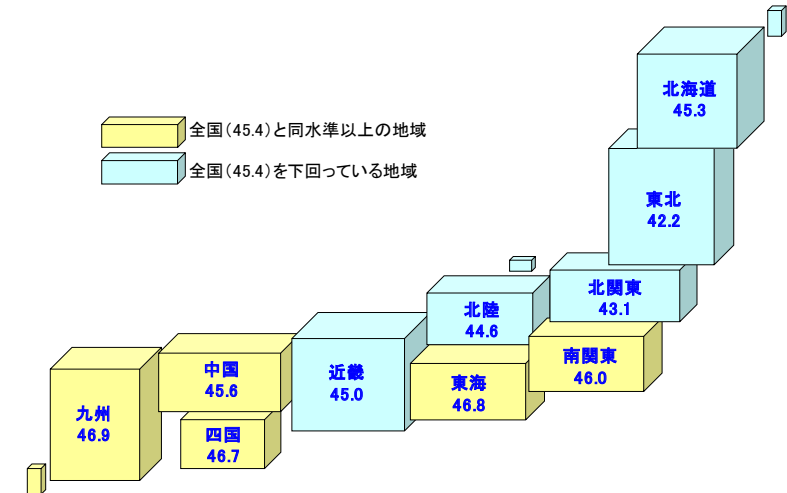 北海道
45.3
全国(45.4)と同水準以上の地域
全国(45.4)を下回っている地域
東北
42.2
北関東
43.1
北陸
44.6
南関東
46.0
中国
45.6
近畿
45.0
東海
46.8
九州
46.9
四国
46.7